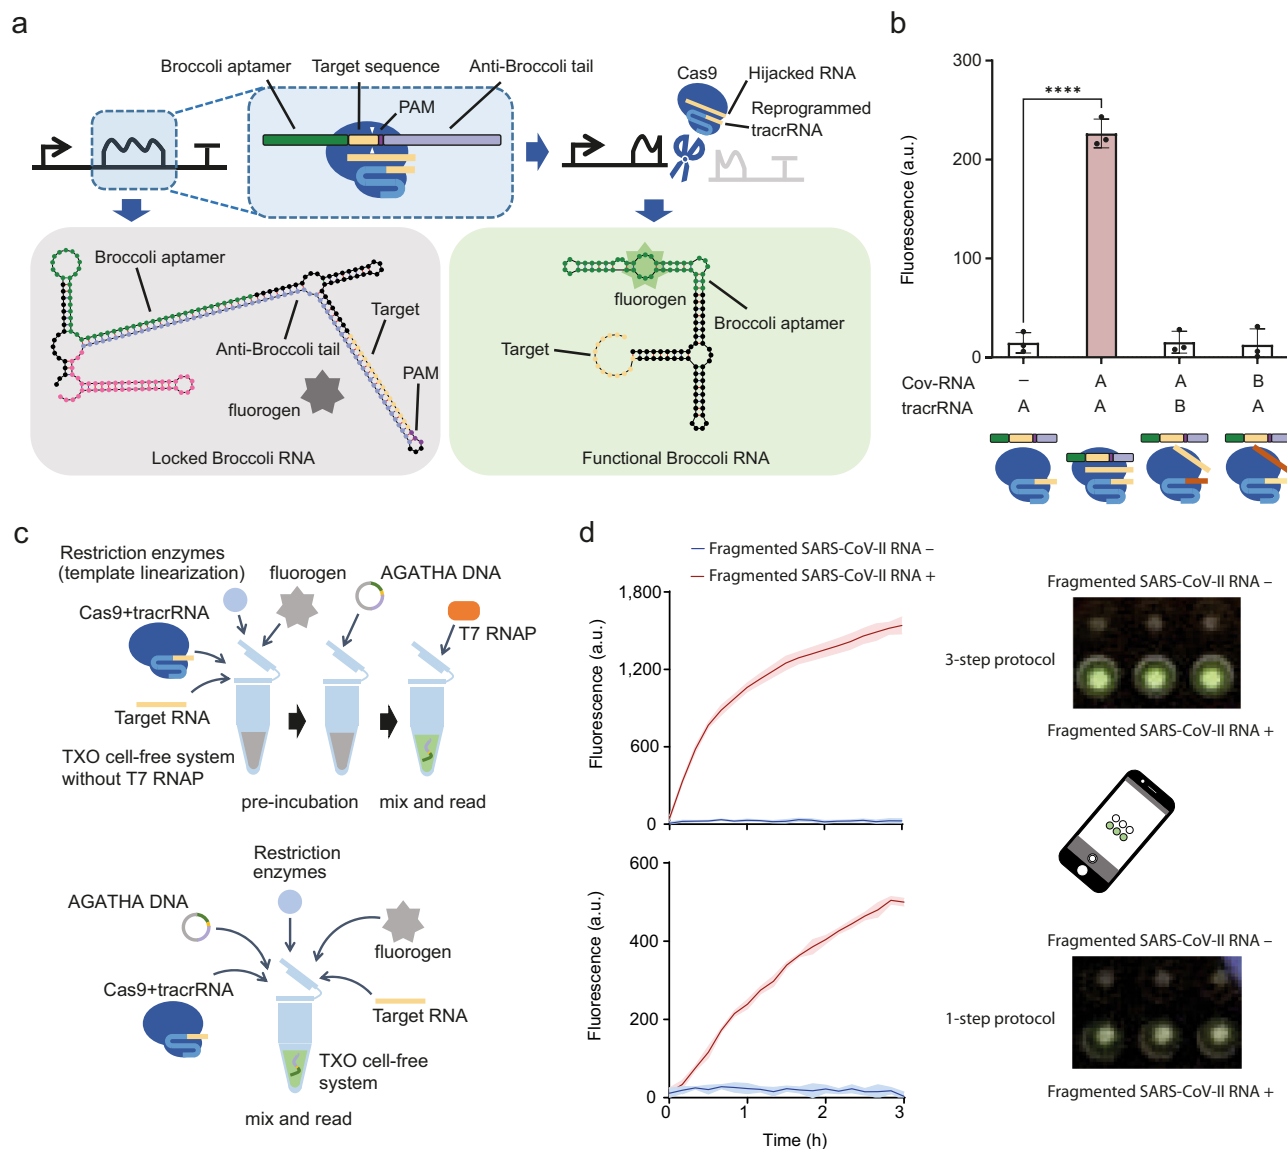 a
Broccoli aptamer
Target sequence
Anti-Broccoli tail
PAM
Cas9
Hijacked RNA
Reprogrammed
tracrRNA
Broccoli aptamer
Anti-Broccoli tail
Target
PAM
fluorogen
Locked Broccoli RNA
fluorogen
Broccoli aptamer
Target
Functional Broccoli RNA
b
Fluorescence (a.u.)
300
200
100
0
****
Cov-RNA – A A B
tracrRNA A A B A
c
Restriction enzymes
(template linearization)
fluorogen
AGATHA DNA
Cas9+tracrRNA
T7 RNAP
Target RNA
TXO cell-free system
without T7 RNAP
pre-incubation
mix and read
Restriction
enzymes
AGATHA DNA
fluorogen
Cas9+tracrRNA
Target RNA
TXO cell-free
system
mix and read
d
Fragmented SARS-CoV-II RNA –
Fragmented SARS-CoV-II RNA +
Fluorescence (a.u.)
1,800
1,200
600
0
Fragmented SARS-CoV-II RNA –
3-step protocol
Fragmented SARS-CoV-II RNA +
Fluorescence (a.u.)
600
400
200
0
0 1 2 3
Time (h)
Fragmented SARS-CoV-II RNA –
1-step protocol
Fragmented SARS-CoV-II RNA +